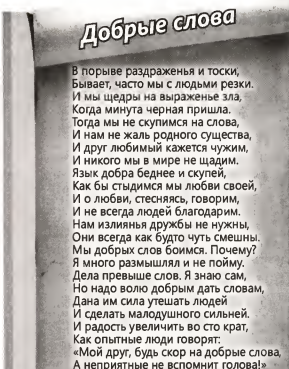 Добрые слова
В порыве раздраженья и тоски,
Бывает, часто мы с людьми резки.
И мы щедры на выраженье зла,
Когда минута черная пришла.
Тогда мы не скупимся на слова,
И нам не жаль родного существа,
И друг любимый кажется чужим,
И никого мы в мире не щадим.
Язык добра беднее и скупей,
Как бы стыдимся мы любви своей,
И о любви, стесняясь, говорим,
И не всегда людей благодарим.
Нам излиянья дружбы не нужны,
Они всегда как будто чуть смешны.
Мы добрых слов боимся. Почему?
Я много размышлял и не пойму.
Дела превыше слов. Я знаю сам,
Но надо волю добрым дать словам,
Дана им сила утешать людей
И сделать малодушного сильней.
И радость увеличить во сто крат,
Как опытные люди говорят:
«Мой друг, будь скор на добрые слова,
А неприятные не вспомнит голова!»